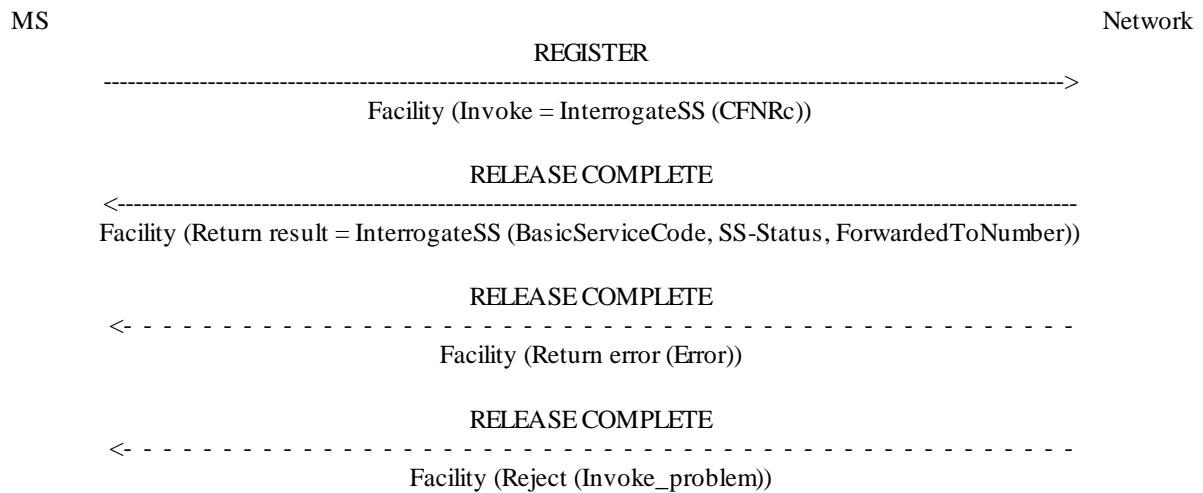 MS Network
REGISTER
------------------------------------------------------------------------------------------------------------------------>
Facility (Invoke = InterrogateSS (CFNRc))
RELEASE COMPLETE
<------------------------------------------------------------------------------------------------------------------------
Facility (Return result = InterrogateSS (BasicServiceCode, SS-Status, ForwardedToNumber))
RELEASE COMPLETE
<- - - - - - - - - - - - - - - - - - - - - - - - - - - - - - - - - - - - - - - - - - - - - - - -
Facility (Return error (Error))
RELEASE COMPLETE
<- - - - - - - - - - - - - - - - - - - - - - - - - - - - - - - - - - - - - - - - - - - - - - - -
Facility (Reject (Invoke_problem))